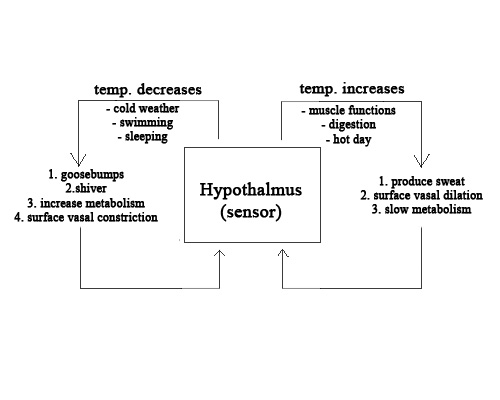 temp. decreases
- cold weather
- swimming
- sleeping
temp. increases
- muscle functions
- digestion
- hot day
1. goosebumps
2.shiver
3. increase metabolism
4. surface vasal constriction
Hypothalmus
(sensor)
1. produce sweat
2. surface vasal dilation
3. slow metabolism